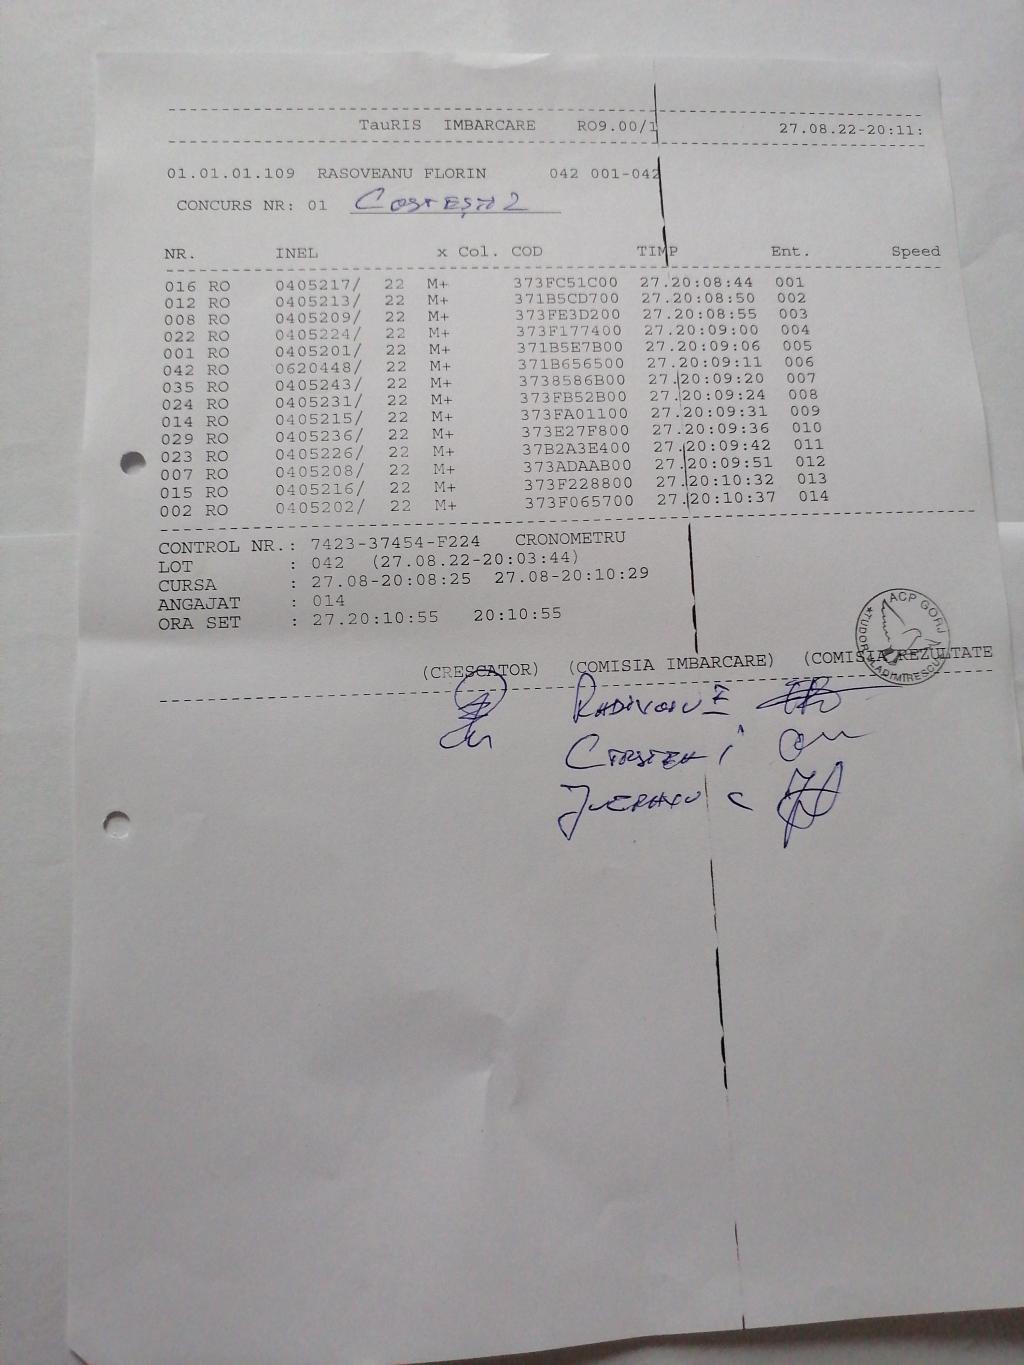 TauRIS IMBARCARE RO9.00/1 27.08.22-20:11:
01.01.01.109 RASOVEANU FLORIN 042 001-042
CONCURS NR: 01 COSTEȘTI 2
NR. INEL x Col. COD TIMP Ent. Speed
016 RO 0405217/ 22 M+ 373FC51C00 27.20:08:44 001
012 RO 0405213/ 22 M+ 371B5CD700 27.20:08:50 002
008 RO 0405209/ 22 M+ 373FE3D200 27.20:08:55 003
022 RO 0405224/ 22 M+ 373F177400 27.20:09:00 004
001 RO 0405201/ 22 M+ 371B5E7B00 27.20:09:06 005
042 RO 0620448/ 22 M+ 371B656500 27.20:09:11 006
035 RO 0405243/ 22 M+ 3738586B00 27.20:09:20 007
024 RO 0405231/ 22 M+ 373FB52B00 27.20:09:24 008
014 RO 0405215/ 22 M+ 373FA01100 27.20:09:31 009
029 RO 0405236/ 22 M+ 373E27F800 27.20:09:36 010
023 RO 0405226/ 22 M+ 37B2A3E400 27.20:09:42 011
007 RO 0405208/ 22 M+ 373ADAAB00 27.20:09:51 012
015 RO 0405216/ 22 M+ 373F228800 27.20:10:32 013
002 RO 0405202/ 22 M+ 373F065700 27.20:10:37 014
CONTROL NR.: 7423-37454-F224 CRONOMETRU
LOT : 042 (27.08.22-20:03:44)
CURSA : 27.08-20:08:25 27.08-20:10:29
ANGAJAT : 014
ORA SET : 27.20:10:55 20:10:55
ACP GORJ
TUDOR VLADIMIRESCU
(CRESCATOR) (COMISIA IMBARCARE) (COMISIA REZULTATE